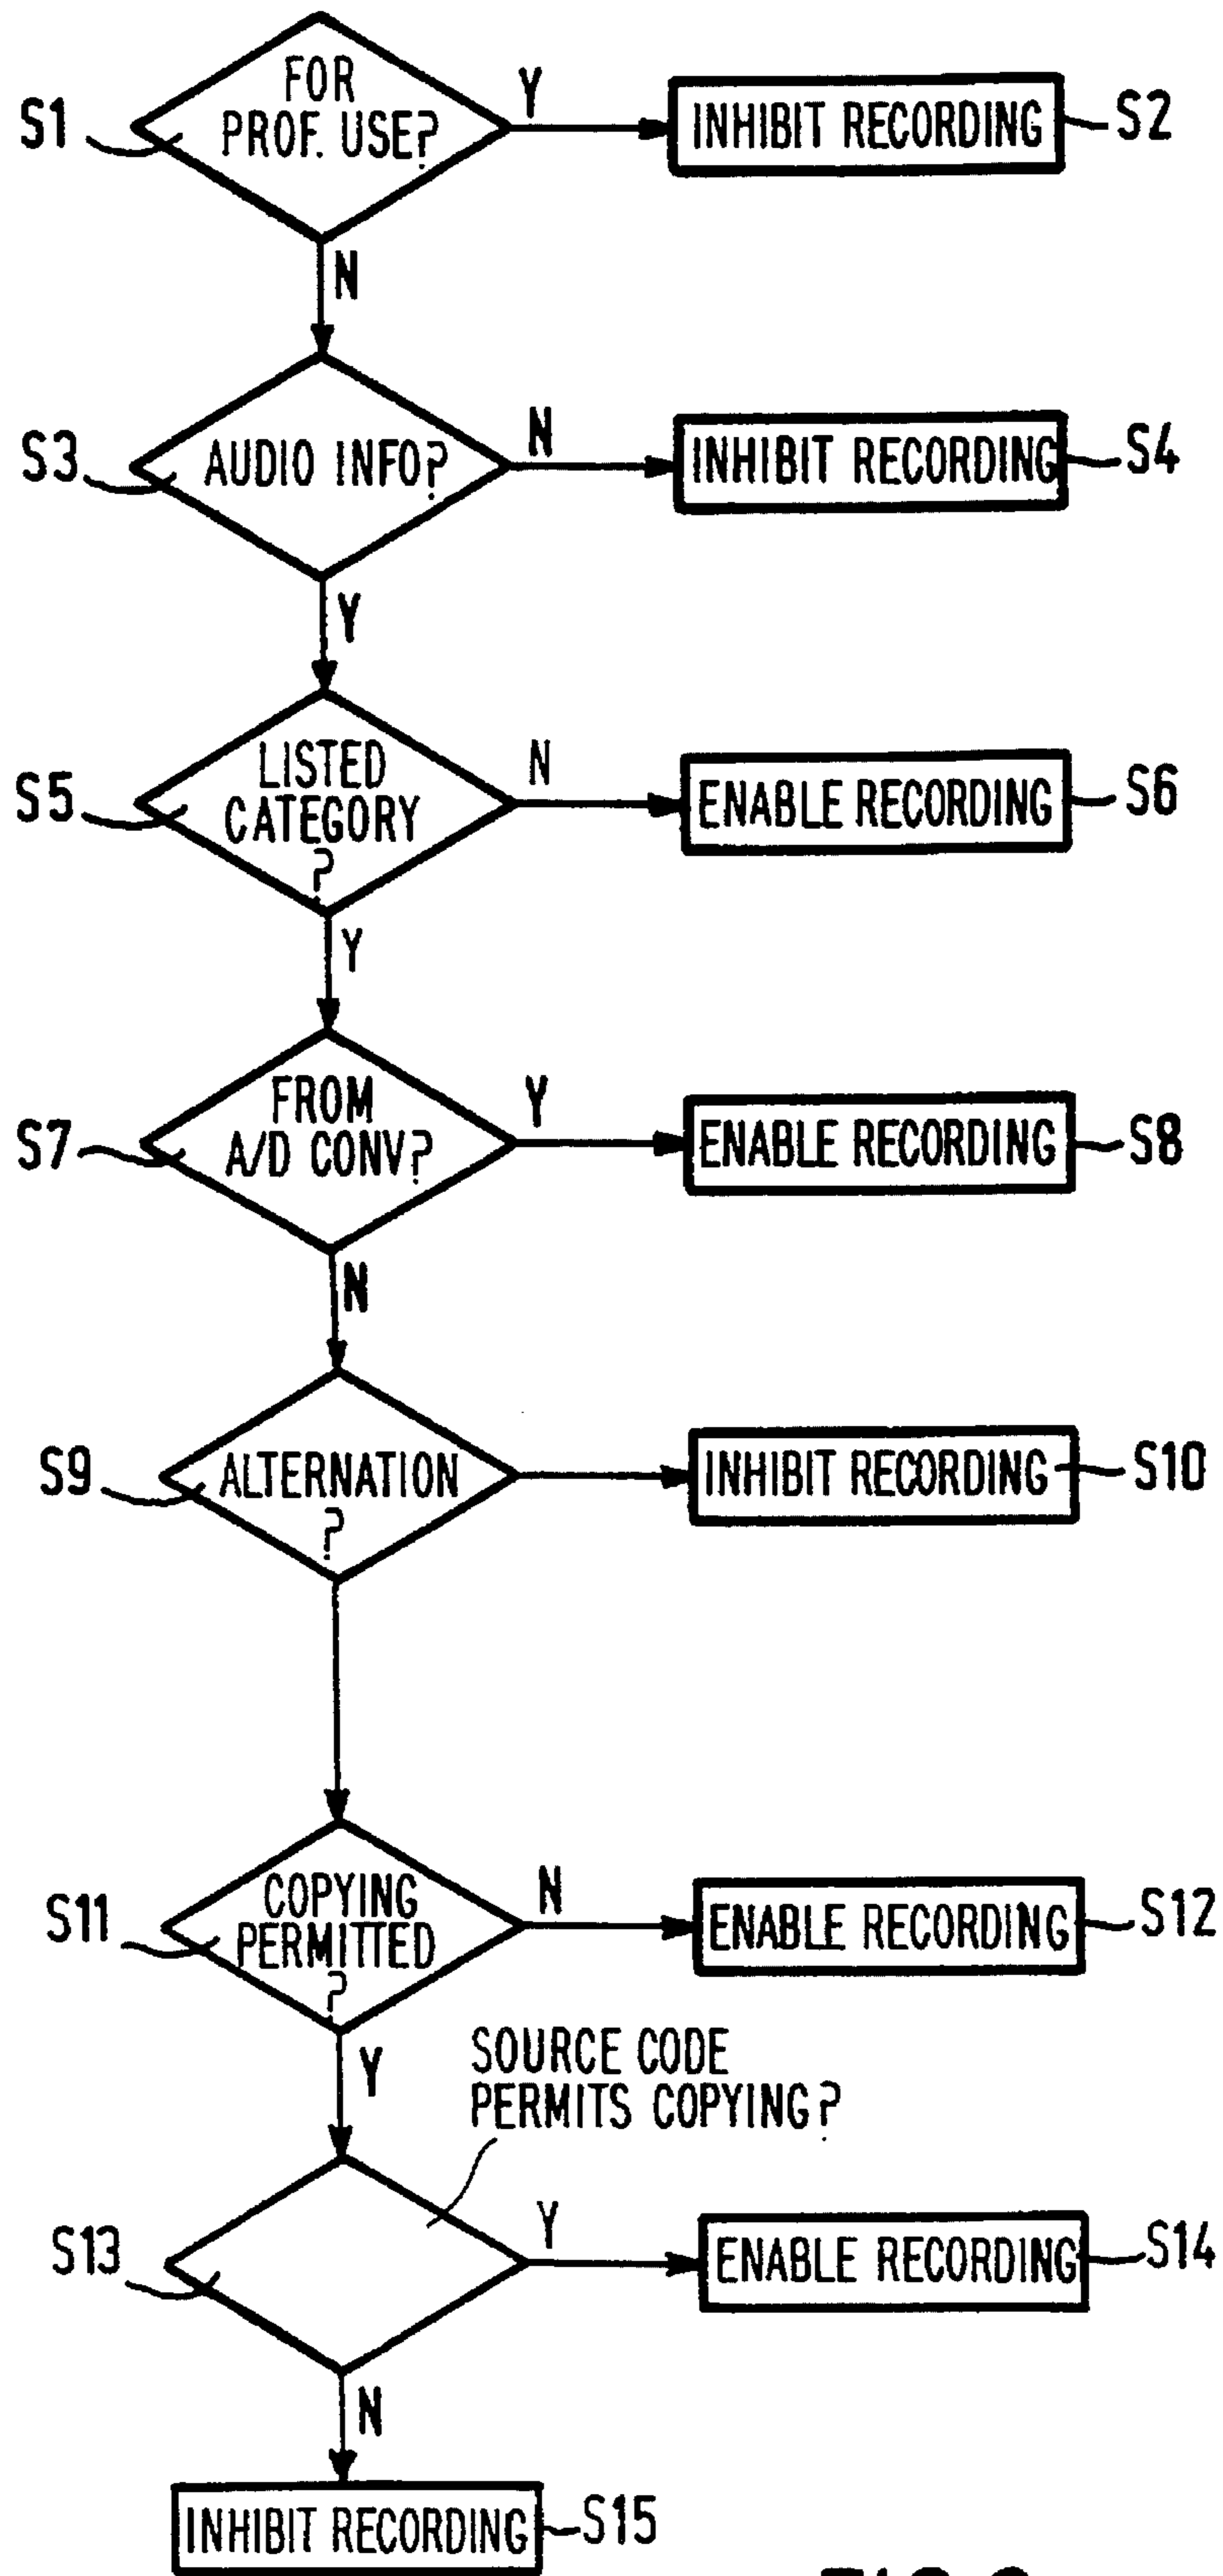 FOR
PROF. USE?
S1
Y
INHIBIT RECORDING
S2
N
AUDIO INFO?
S3
N
INHIBIT RECORDING
S4
Y
LISTED
CATEGORY
?
S5
N
ENABLE RECORDING
S6
Y
FROM
A/D CONV?
S7
Y
ENABLE RECORDING
S8
N
ALTERNATION
?
S9
INHIBIT RECORDING
S10
COPYING
PERMITTED
?
S11
N
ENABLE RECORDING
S12
Y
SOURCE CODE
PERMITS COPYING?
S13
Y
ENABLE RECORDING
S14
N
INHIBIT RECORDING
S15